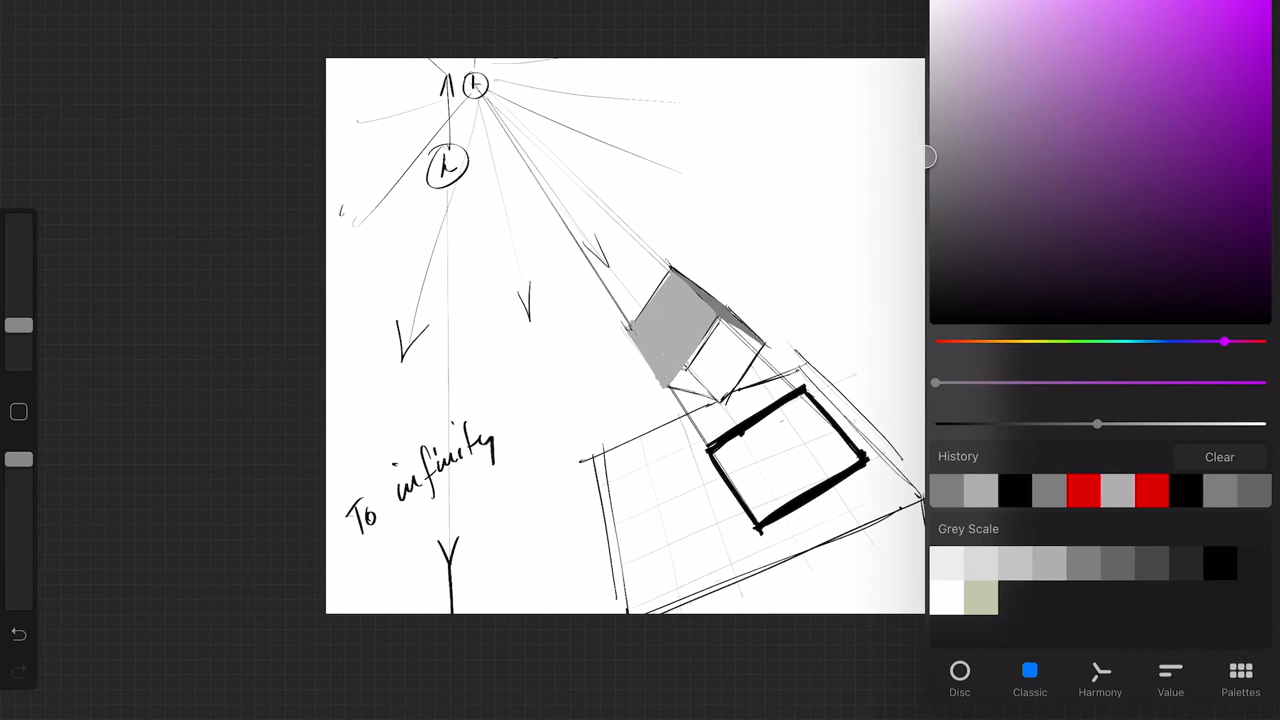 To infinity
History
Clear
Grey Scale
Disc
Classic
Harmony
Value
Palettes